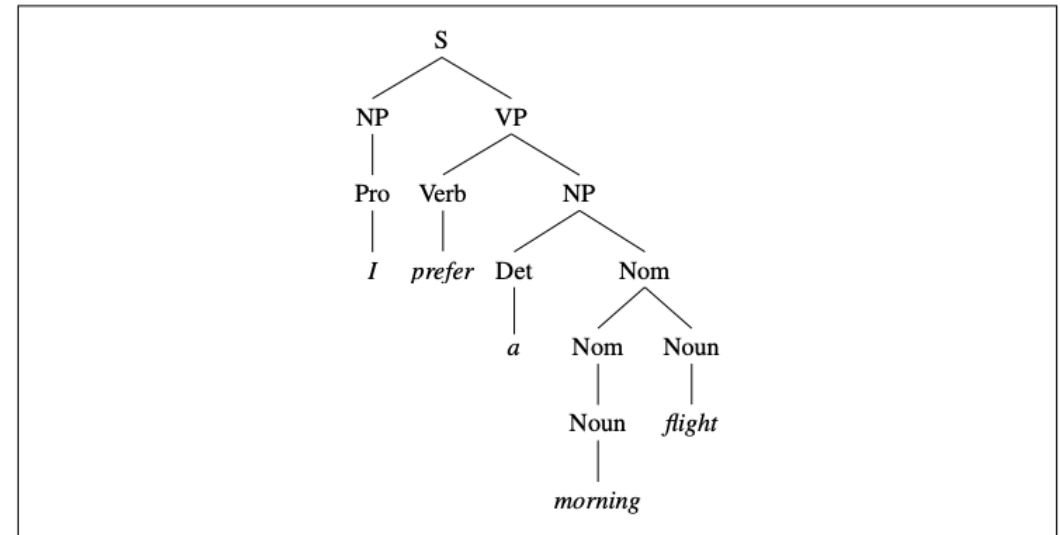 S
NP VP
Pro Verb NP
I prefer Det Nom
a Nom Noun
Noun flight
morning